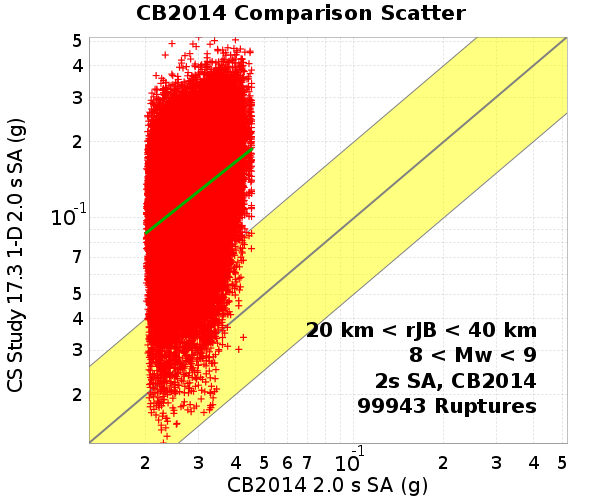 CB2014 Comparison Scatter
CS Study 17.3 1-D 2.0 s SA (g)
5
4
3
2
10-1
7
5
4
3
2
20 km < rJB < 40 km
8 < Mw < 9
2s SA, CB2014
99943 Ruptures
2 3 4 5 6 7 10-1 2 3 4 5
CB2014 2.0 s SA (g)